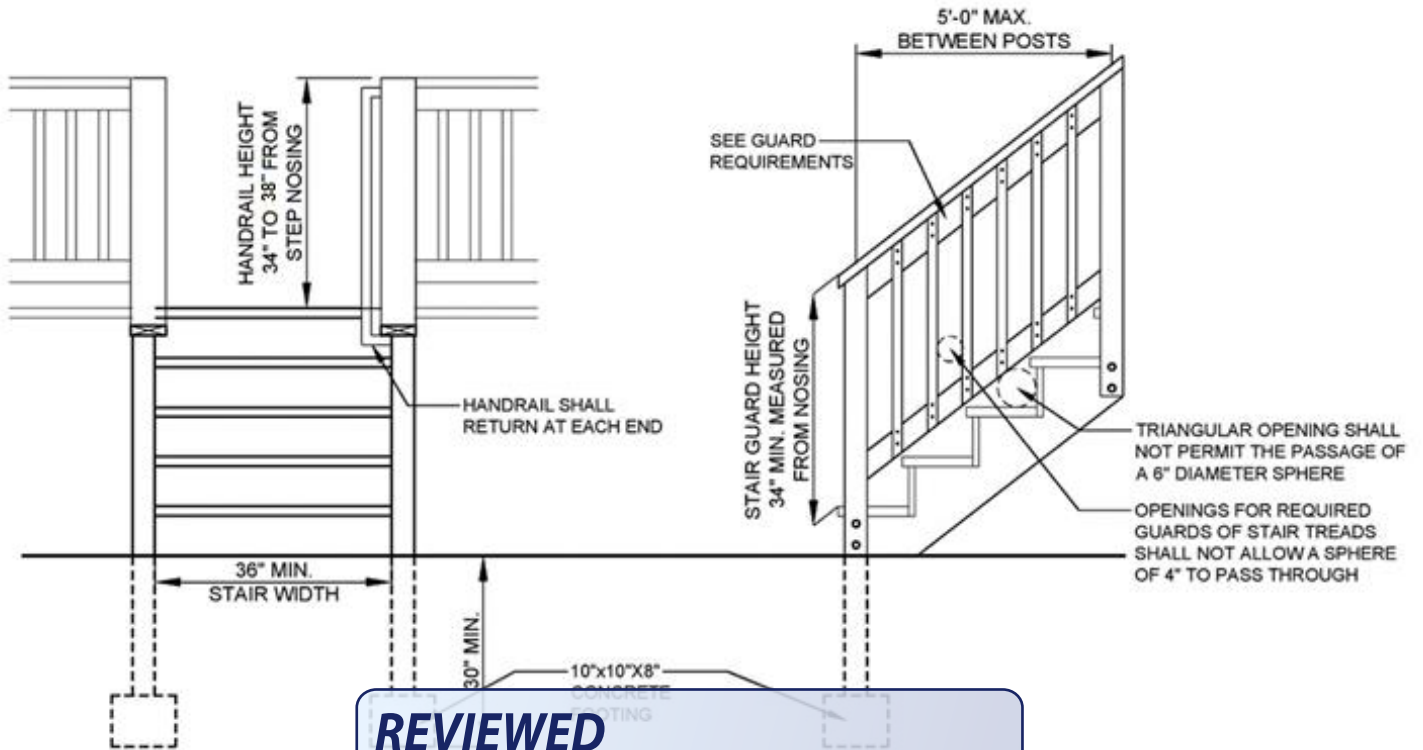 5'-0" MAX.
BETWEEN POSTS
HANDRAIL HEIGHT
34" TO 38" FROM
STEP NOSING
SEE GUARD
REQUIREMENTS
STAIR GUARD HEIGHT
34" MIN. MEASURED
FROM NOSING
HANDRAIL SHALL
RETURN AT EACH END
TRIANGULAR OPENING SHALL
NOT PERMIT THE PASSAGE OF
A 6" DIAMETER SPHERE
OPENINGS FOR REQUIRED
GUARDS OF STAIR TREADS
SHALL NOT ALLOW A SPHERE
OF 4" TO PASS THROUGH
36" MIN.
STAIR WIDTH
30" MIN.
10"x10"X8"
CONCRETE
FOOTING
REVIEWED